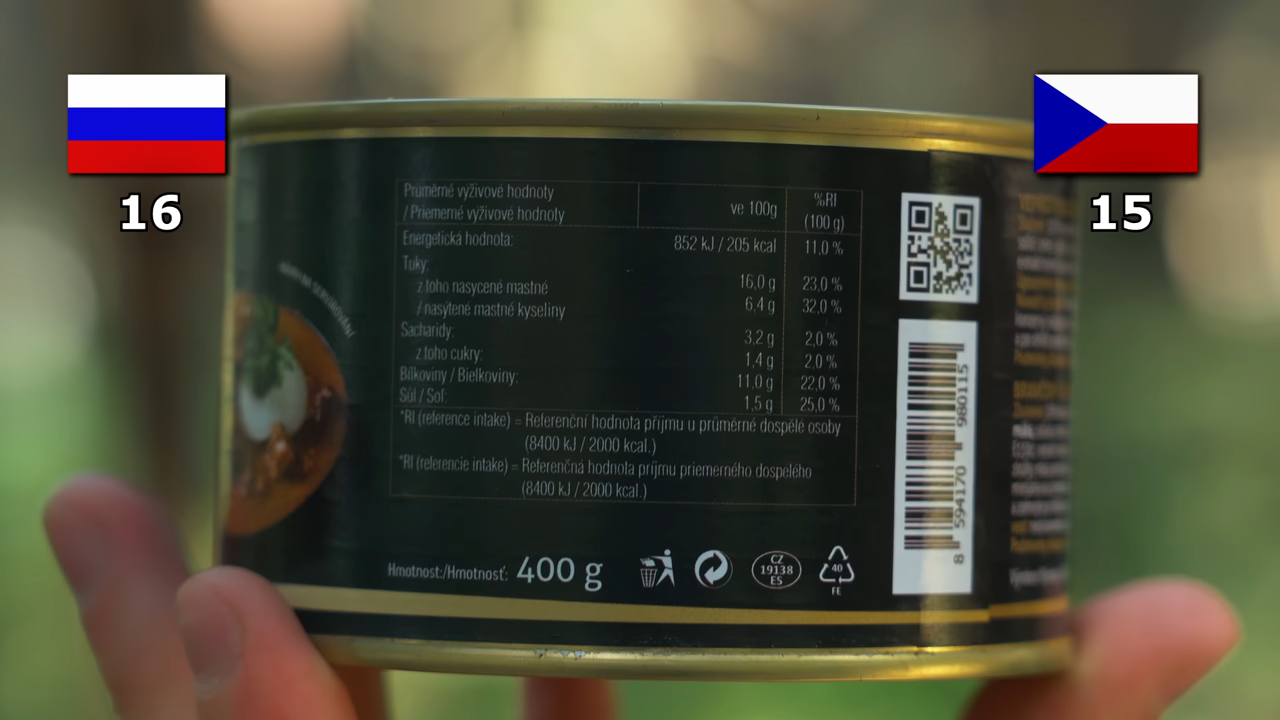 16
15
Průměrné výživové hodnoty
/ Priemerné výživové hodnoty
ve 100g
%RI
(100 g)
Energetická hodnota: 852 kJ / 205 kcal 11,0 %
Tuky: 16,0 g 23,0 %
z toho nasycené mastné
/ nasýtené mastné kyseliny 6,4 g 32,0 %
Sacharidy: 3,2 g 2,0 %
z toho cukry: 1,4 g 2,0 %
Bílkoviny / Bielkoviny: 11,0 g 22,0 %
Sůl / Soľ: 1,5 g 25,0 %
*RI (reference intake) = Referenční hodnota příjmu u průměrné dospělé osoby
(8400 kJ / 2000 kcal.)
*RI (referencie intake) = Referenčná hodnota príjmu priemerného dospelého
(8400 kJ / 2000 kcal.)
Hmotnost:/Hmotnosť: 400 g
CZ
19138
ES
40
FE
8 594170 980115